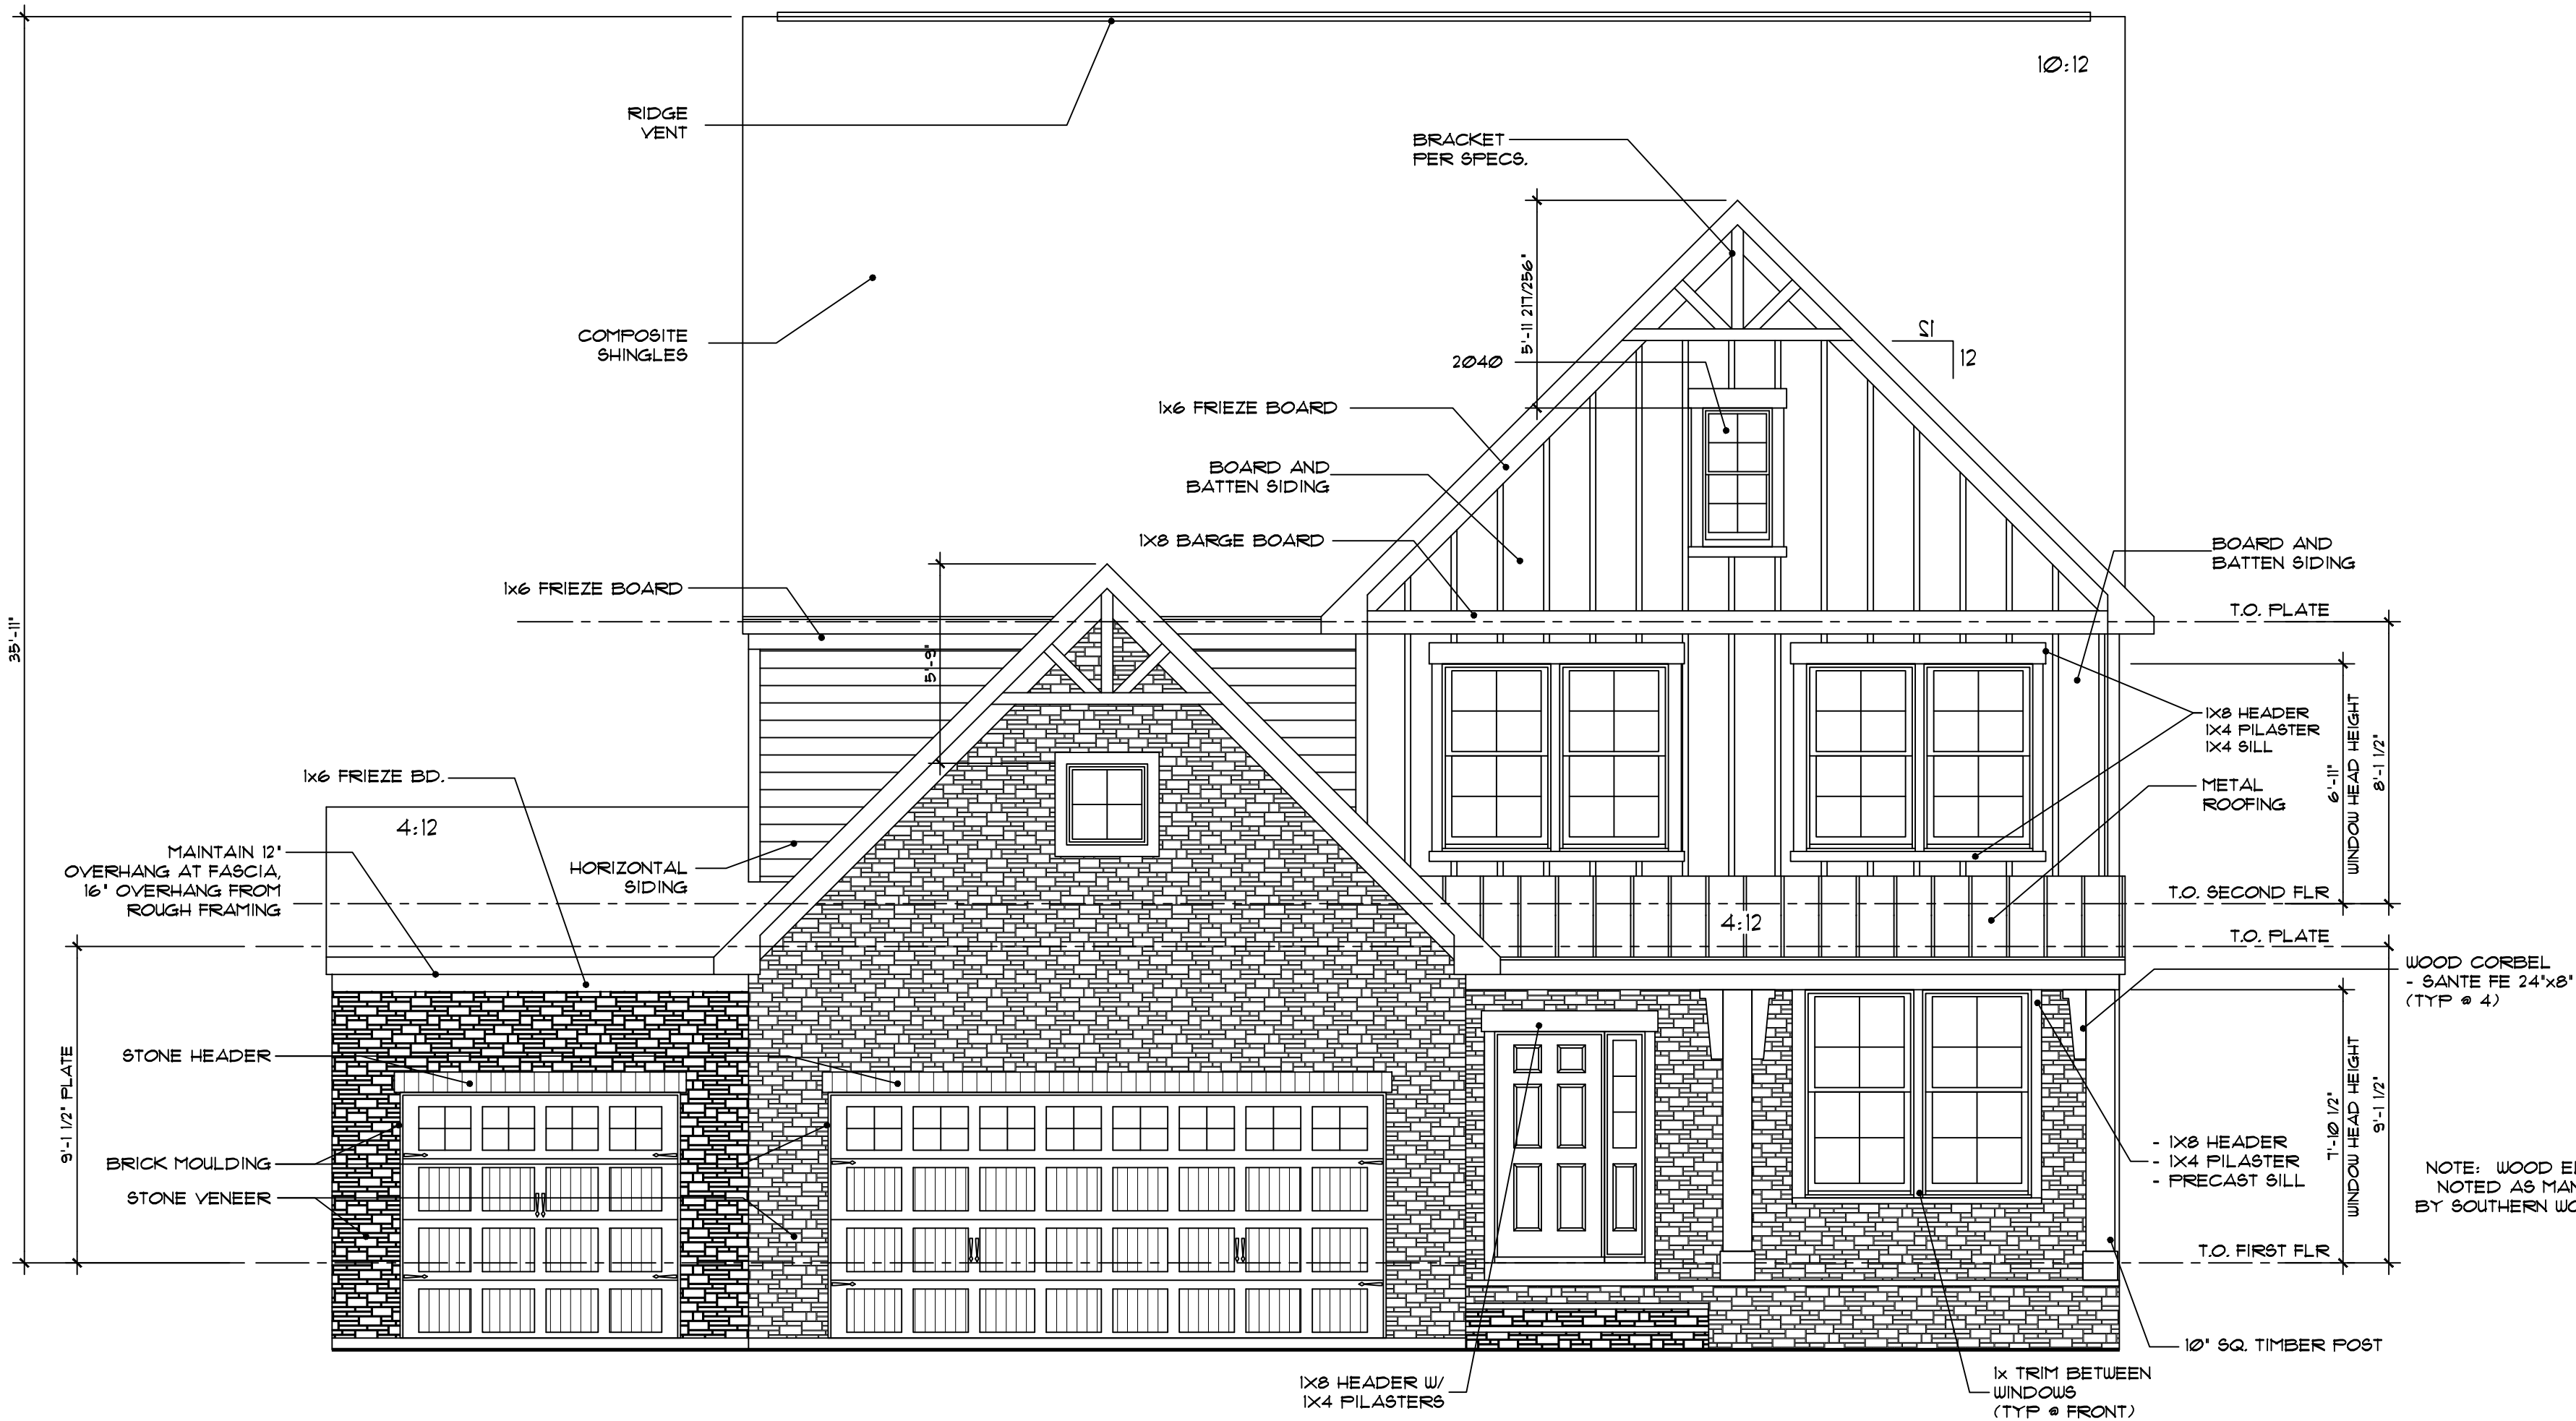 10:12
RIDGE
VENT
BRACKET
PER SPECS.
5'-11 217/256"
COMPOSITE
SHINGLES
12
12
2040
1x6 FRIEZE BOARD
BOARD AND
BATTEN SIDING
1X8 BARGE BOARD
BOARD AND
BATTEN SIDING
1x6 FRIEZE BOARD
T.O. PLATE
35'-11"
5'-9"
1X8 HEADER
1X4 PILASTER
1X4 SILL
6'-11"
WINDOW HEAD HEIGHT
8'-1 1/2"
1x6 FRIEZE BD.
METAL
ROOFING
4:12
MAINTAIN 12"
OVERHANG AT FASCIA,
16" OVERHANG FROM
ROUGH FRAMING
HORIZONTAL
SIDING
T.O. SECOND FLR
4:12
T.O. PLATE
WOOD CORBEL
- SANTE FE 24"x8"
(TYP @ 4)
9'-1 1/2" PLATE
STONE HEADER
7'-10 1/2"
WINDOW HEAD HEIGHT
9'-1 1/2"
BRICK MOULDING
- 1X8 HEADER
- 1X4 PILASTER
- PRECAST SILL
STONE VENEER
NOTE: WOOD
NOTED AS
BY SOUTHERN
T.O. FIRST FLR
10" SQ. TIMBER POST
1X8 HEADER W/
1X4 PILASTERS
1x TRIM BETWEEN
WINDOWS
(TYP @ FRONT)